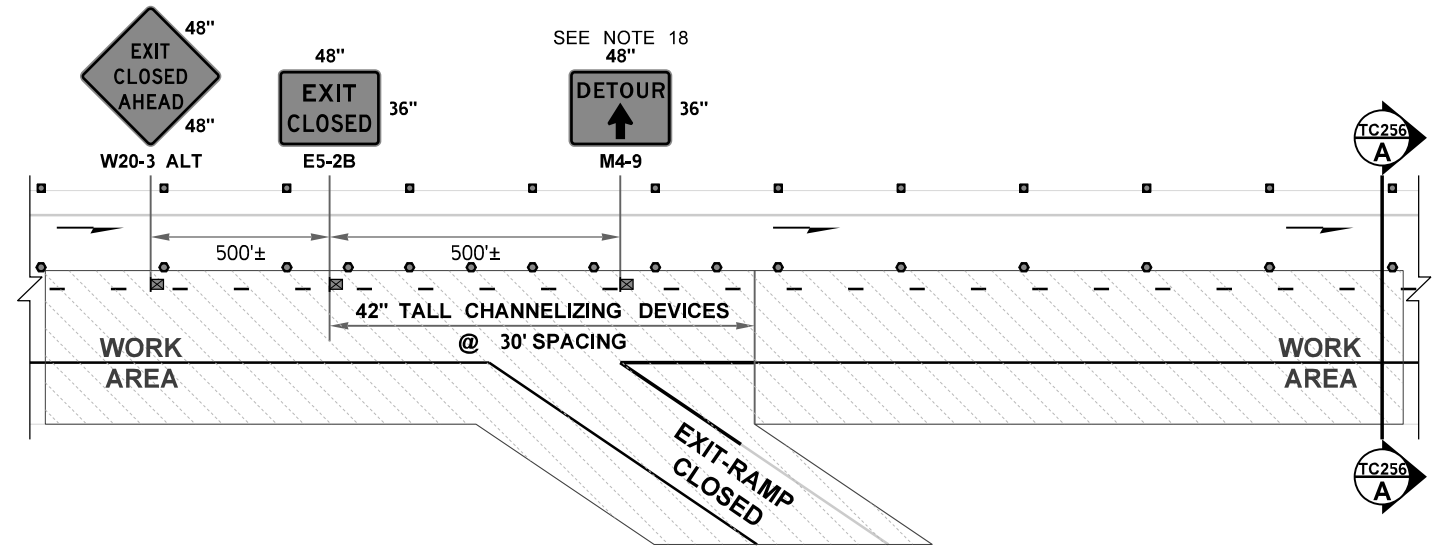 SEE NOTE 18
48"
48"
48"
EXIT
CLOSED
AHEAD
48"
EXIT
CLOSED
36"
DETOUR
36"
W20-3 ALT
E5-2B
M4-9
TC256
A
500'±
500'±
42" TALL CHANNELIZING DEVICES
@ 30' SPACING
WORK
AREA
WORK
AREA
EXIT-RAMP
CLOSED
TC256
A